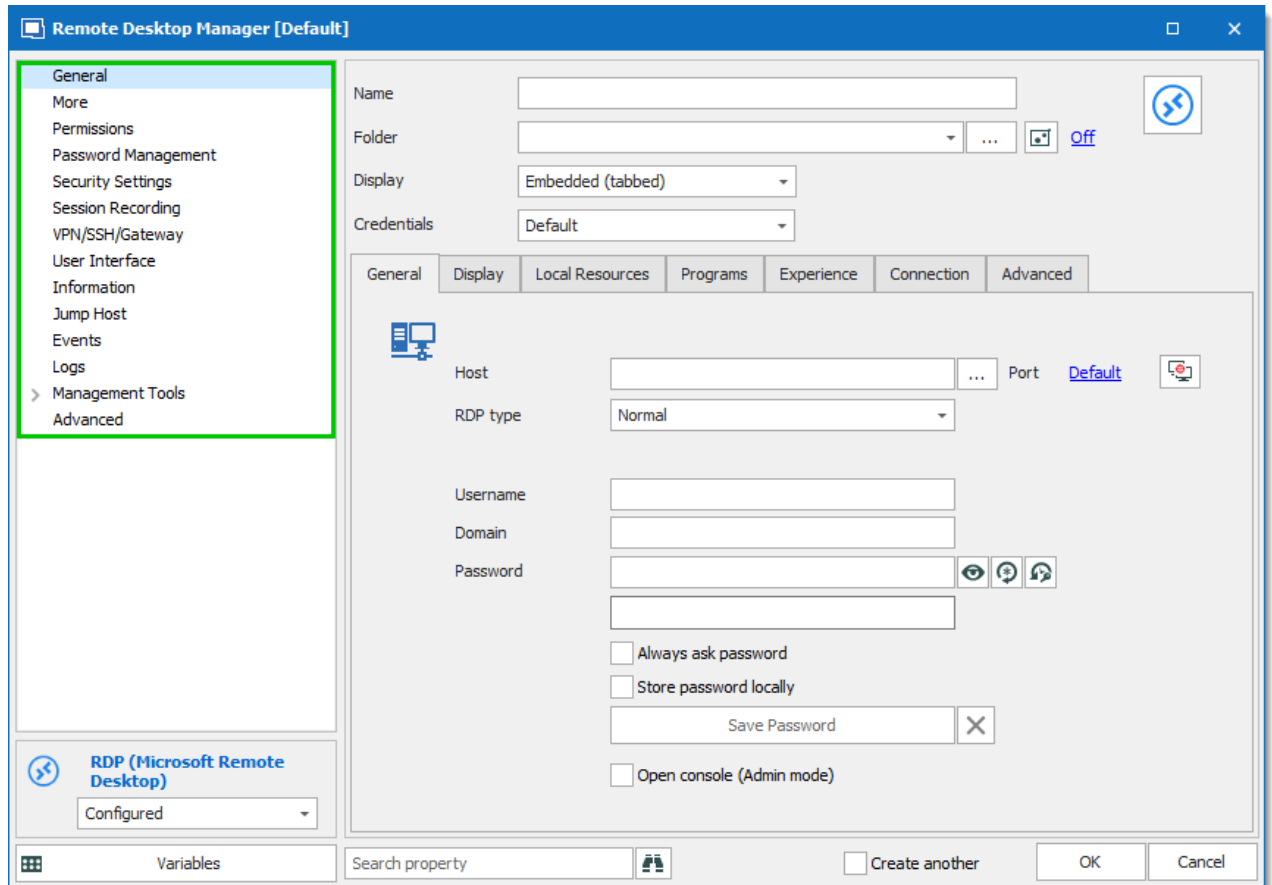 Remote Desktop Manager [Default]
General
More
Permissions
Password Management
Security Settings
Session Recording
VPN/SSH/Gateway
User Interface
Information
Jump Host
Events
Logs
Management Tools
Advanced
RDP (Microsoft Remote
Desktop)
Configured
Variables
Name
Folder
... Off
Display Embedded (tabbed)
Credentials Default
General Display Local Resources Programs Experience Connection Advanced
Host ... Port Default
RDP type Normal
Username
Domain
Password
Always ask password
Store password locally
Save Password
Open console (Admin mode)
Search property
Create another OK Cancel